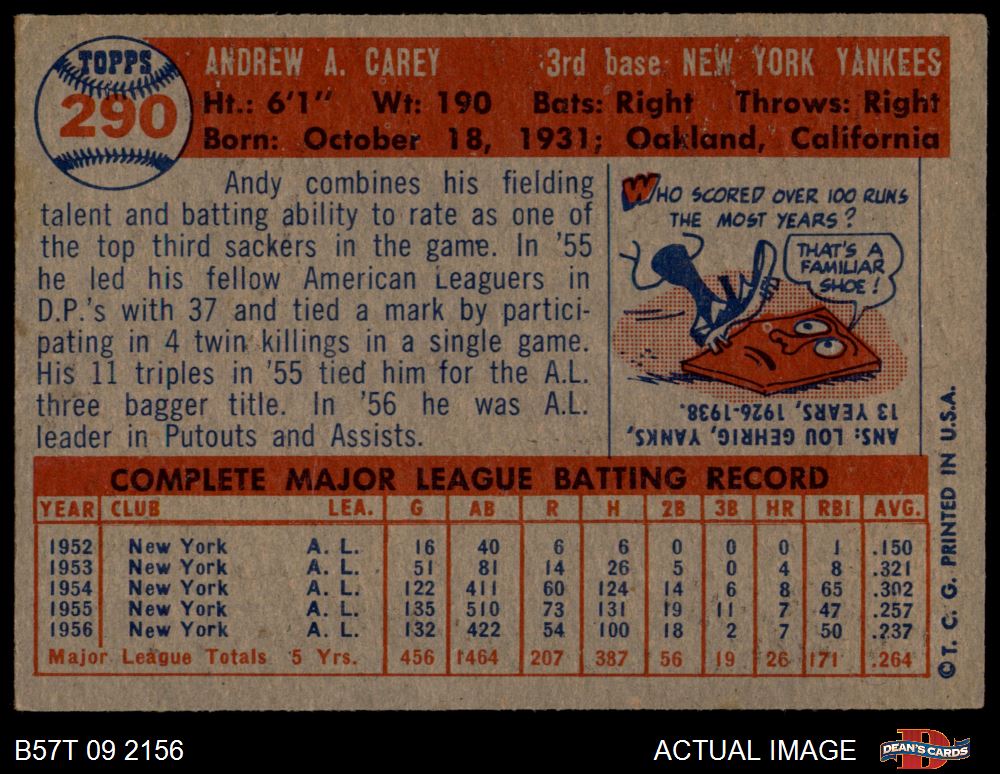 TOPPS
290
ANDREW A. CAREY 3rd base NEW YORK YANKEES
Ht.: 6'1" Wt: 190 Bats: Right Throws: Right
Born: October 18, 1931; Oakland, California
Andy combines his fielding
talent and batting ability to rate as one of
the top third sackers in the game. In '55
he led his fellow American Leaguers in
D.P.'s with 37 and tied a mark by partici-
pating in 4 twin killings in a single game.
His 11 triples in '55 tied him for the A.L.
three bagger title. In '56 he was A.L.
leader in Putouts and Assists.
WHO SCORED OVER 100 RUNS
THE MOST YEARS?
THAT'S A
FAMILIAR
SHOE!
ANS: LOU GEHRIG, YANKS,
13 YEARS, 1926-1938.
COMPLETE MAJOR LEAGUE BATTING RECORD
YEAR CLUB LEA. G AB R H 2B 3B HR RBI AVG.
1952 New York A. L. 16 40 6 6 0 0 0 1 .150
1953 New York A. L. 51 81 14 26 5 0 4 8 .321
1954 New York A. L. 122 411 60 124 14 6 8 65 .302
1955 New York A. L. 135 510 73 131 19 11 7 47 .257
1956 New York A. L. 132 422 54 100 18 2 7 50 .237
Major League Totals 5 Yrs. 456 1464 207 387 56 19 26 171 .264
©T. C. G. PRINTED IN U.S.A.
B57T 09 2156
ACTUAL IMAGE
DEAN'S CARDS